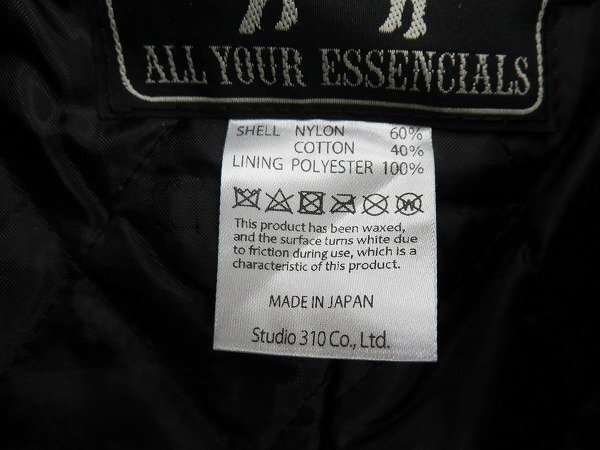 ALL YOUR ESSENCIALS
SHELL NYLON 60%
COTTON 40%
LINING POLYESTER 100%
This product has been waxed,
and the surface turns white due
to friction during use, which is a
characteristic of this product.
MADE IN JAPAN
Studio 310 Co., Ltd.